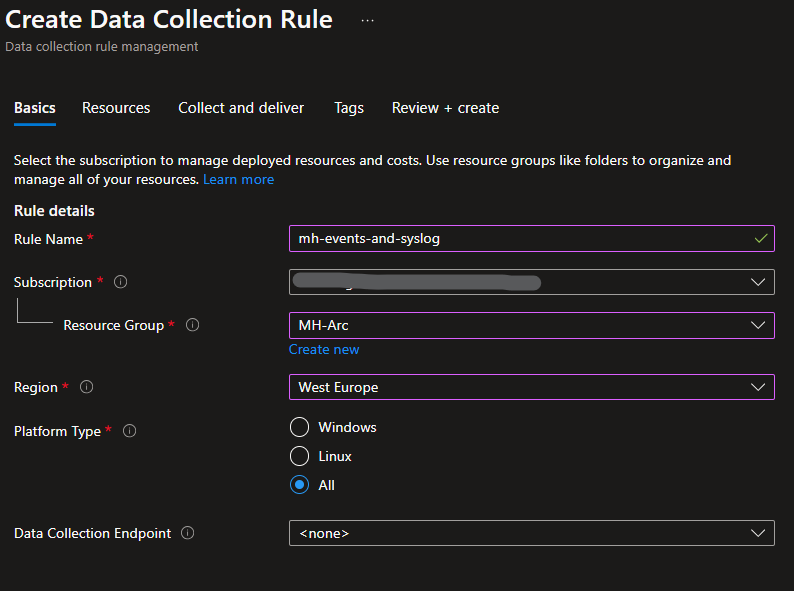 Create Data Collection Rule ...
Data collection rule management
Basics Resources Collect and deliver Tags Review + create
Select the subscription to manage deployed resources and costs. Use resource groups like folders to organize and
manage all of your resources. Learn more
Rule details
Rule Name * mh-events-and-syslog
Subscription *
Resource Group * MH-Arc
Create new
Region * West Europe
Platform Type * Windows
Linux
All
Data Collection Endpoint <none>